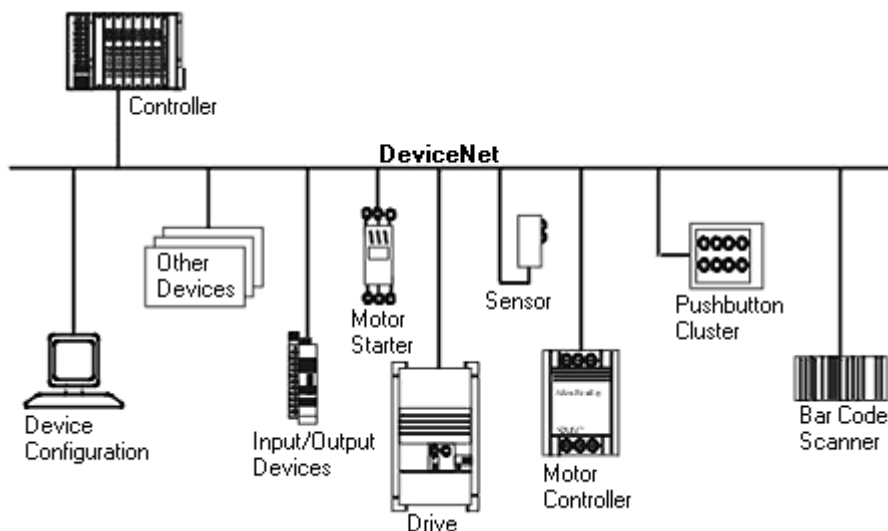 Controller
DeviceNet
Other
Devices
Motor
Starter
Sensor
Pushbutton
Cluster
Device
Configuration
Input/Output
Devices
Drive
Motor
Controller
Bar Code
Scanner